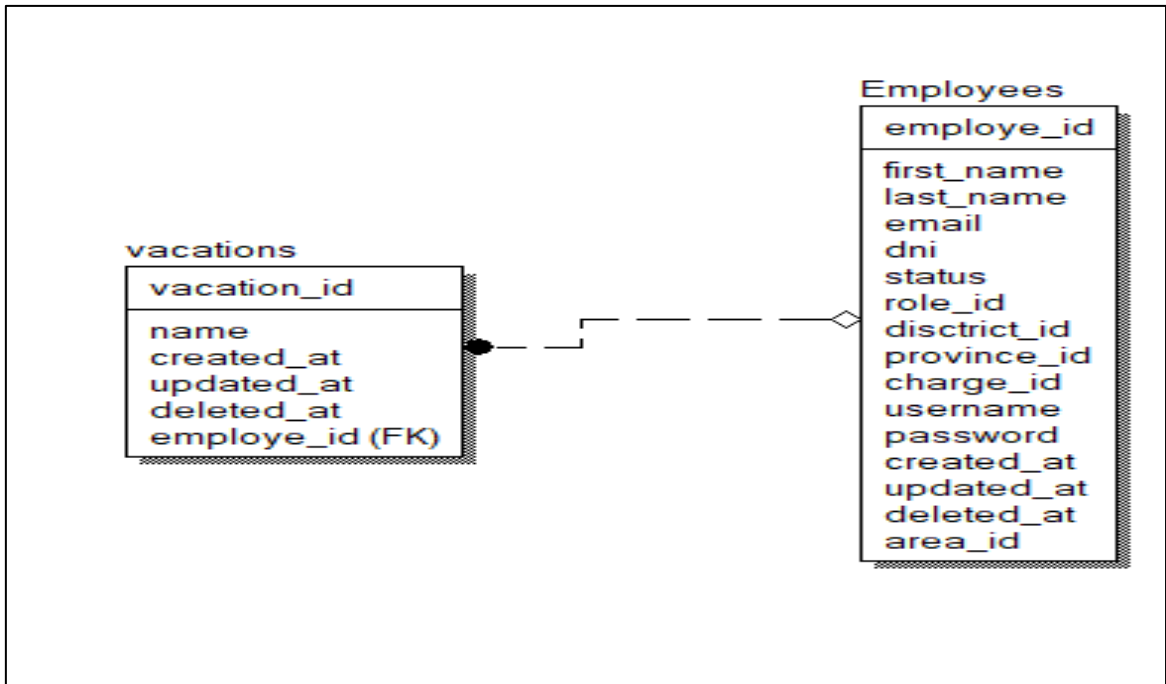 vacations
vacation_id
name
created_at
updated_at
deleted_at
employe_id (FK)
Employees
employe_id
first_name
last_name
email
dni
status
role_id
disctrict_id
province_id
charge_id
username
password
created_at
updated_at
deleted_at
area_id